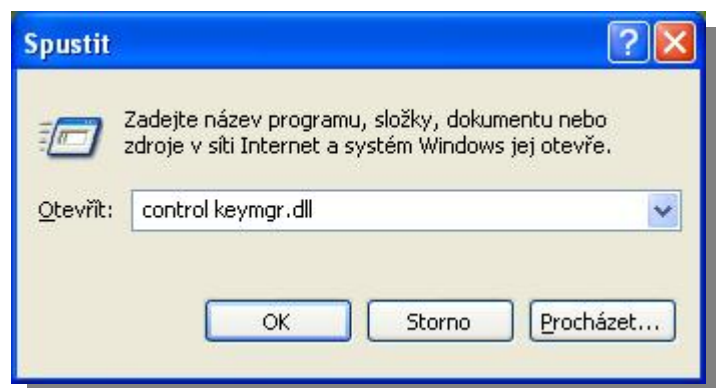 Spustit
Zadejte název programu, složky, dokumentu nebo
zdroje v síti Internet a systém Windows jej otevře.
Otevřít: control keymgr.dll
OK Storno Procházet...